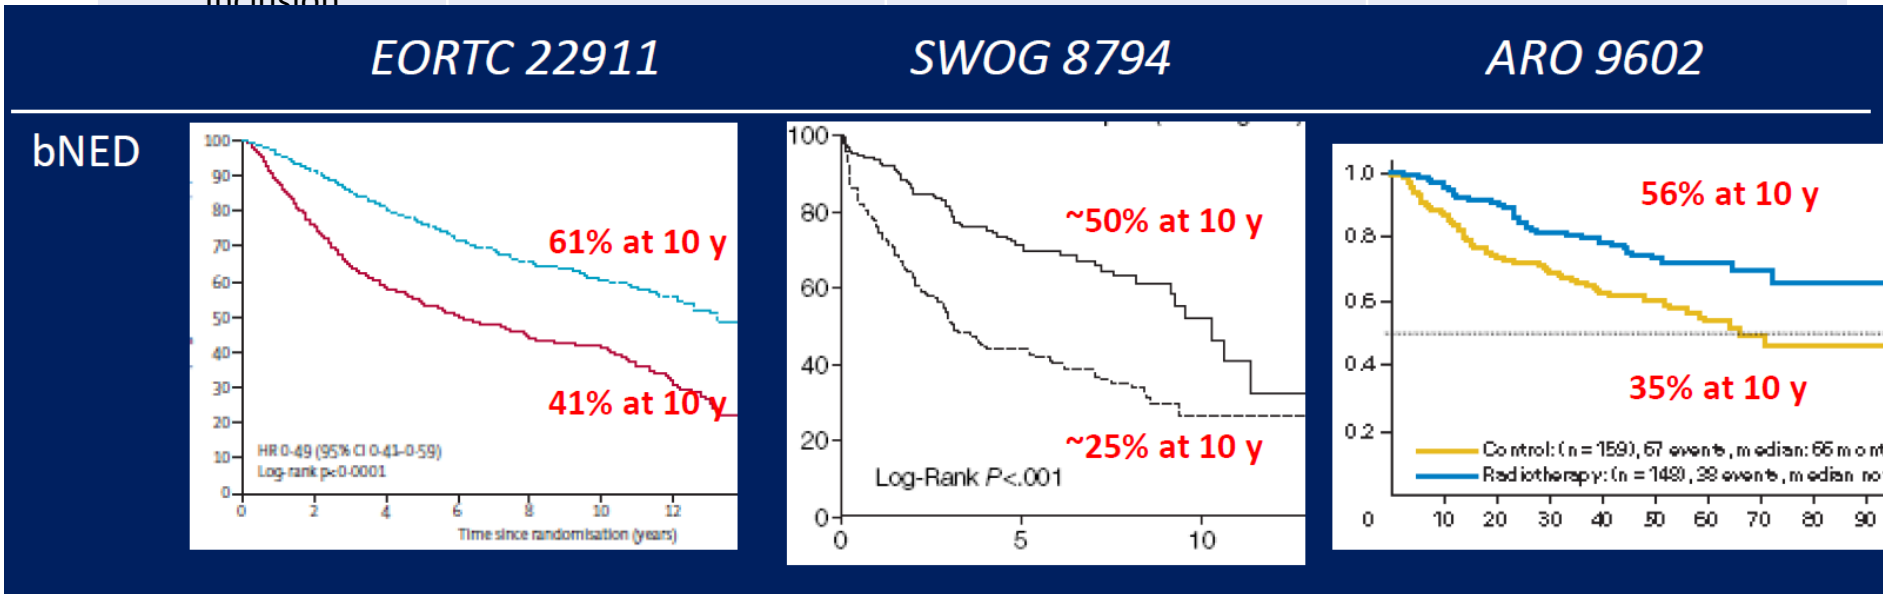 EORTC 22911
SWOG 8794
ARO 9602
bNED
100
90
80
70
60
50
40
30
20
10
0
61% at 10 y
41% at 10 y
HR 0·49 (95% CI 0·41–0·59)
Log-rank p<0·0001
0 2 4 6 8 10 12
Time since randomisation (years)
100
80
60
40
20
0
~50% at 10 y
~25% at 10 y
Log-Rank P<.001
0 5 10
1.0
0.8
0.6
0.4
0.2
56% at 10 y
35% at 10 y
Control: (n = 159), 67 events, median: 66 mont
Radiotherapy: (n = 148), 38 events, median no
0 10 20 30 40 50 60 70 80 90